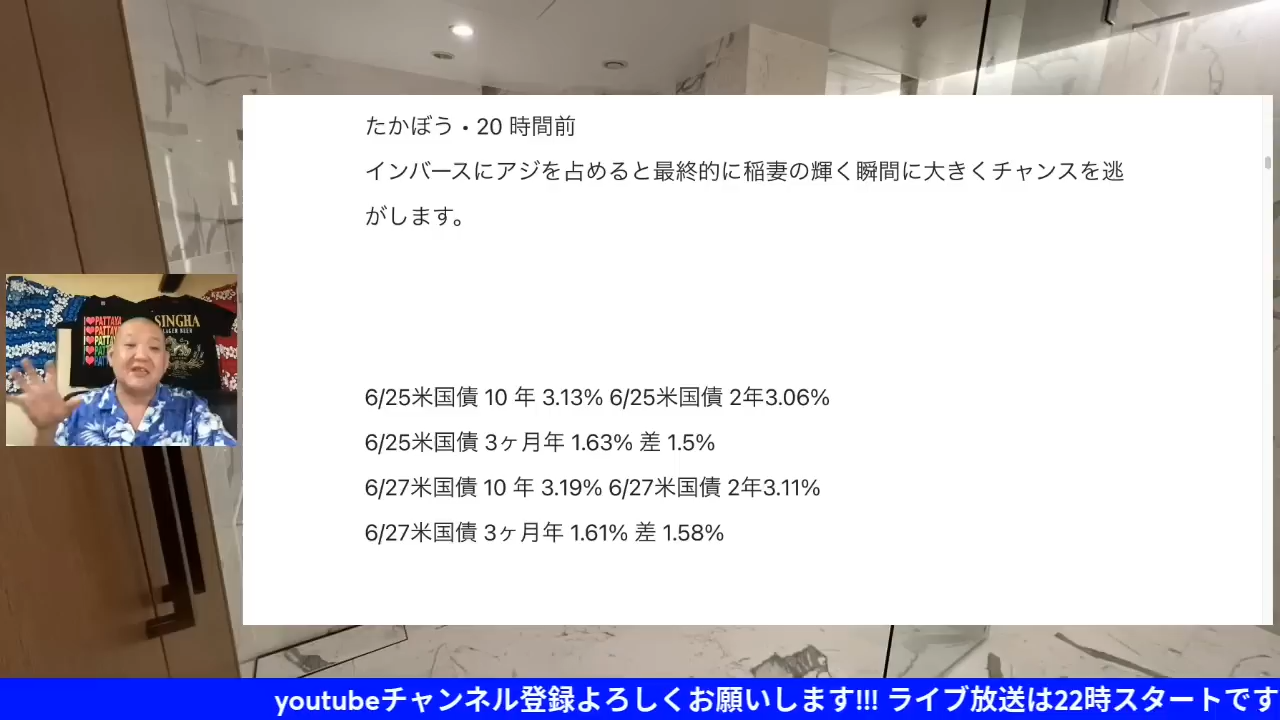 たかぼう • 20 時間前
インバースにアジを占めると最終的に稲妻の輝く瞬間に大きくチャンスを逃
がします。
I❤PATTAYA
I❤PATTAYA
SINGHA
LAGER BEER
6/25米国債 10 年 3.13% 6/25米国債 2年3.06%
6/25米国債 3ヶ月年 1.63% 差 1.5%
6/27米国債 10 年 3.19% 6/27米国債 2年3.11%
6/27米国債 3ヶ月年 1.61% 差 1.58%
youtubeチャンネル登録よろしくお願いします!!! ライブ放送は22時スタートです